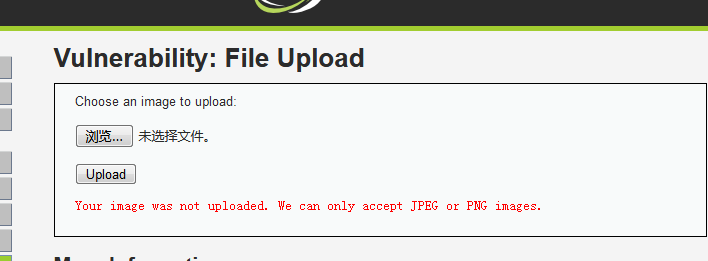 Vulnerability: File Upload
Choose an image to upload:
浏览... 未选择文件。
Upload
Your image was not uploaded. We can only accept JPEG or PNG images.